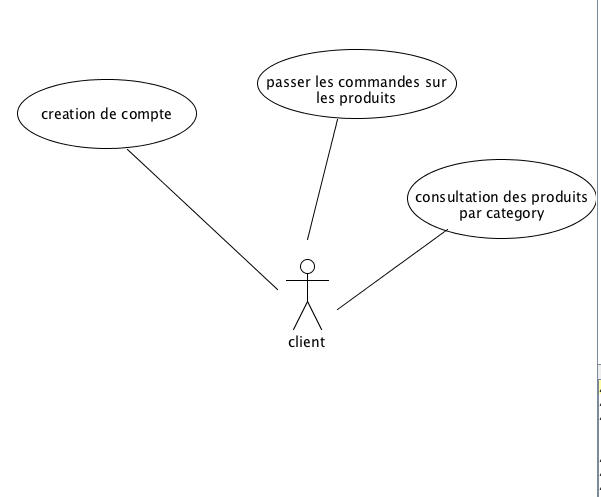 passer les commandes sur
les produits
creation de compte
consultation des produits
par category
client